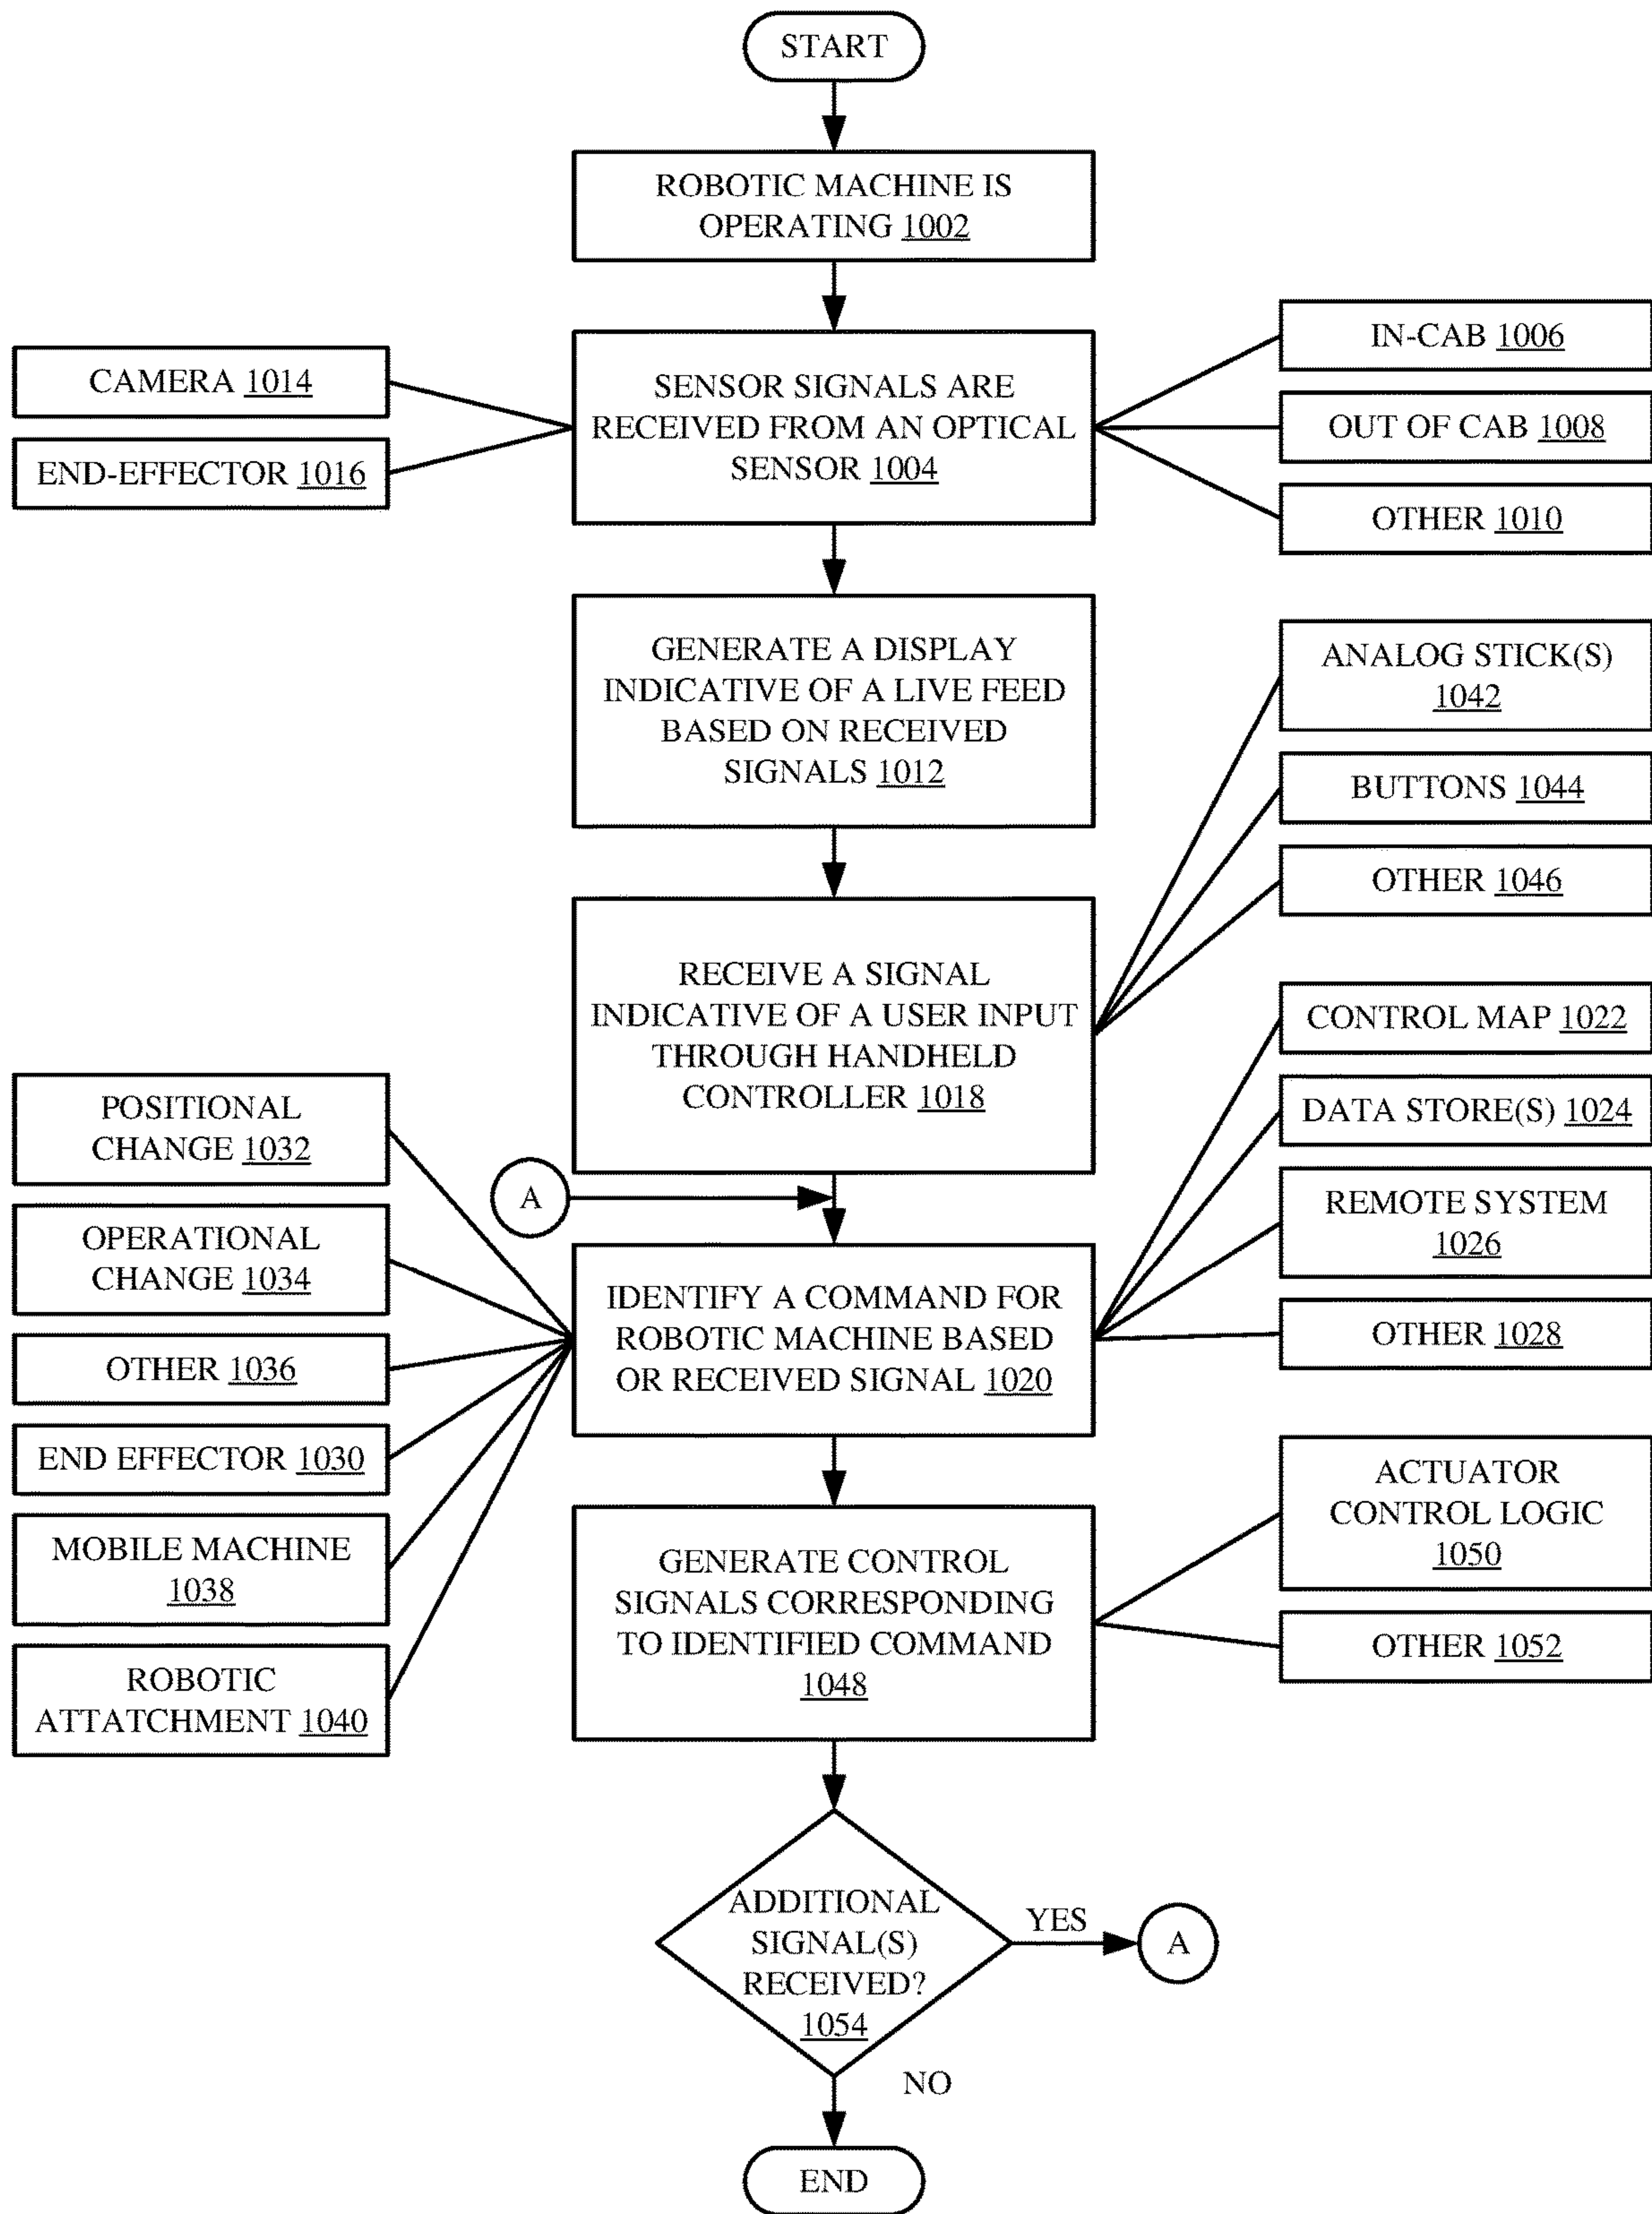 START
ROBOTIC MACHINE IS
OPERATING 1002
CAMERA 1014
END-EFFECTOR 1016
SENSOR SIGNALS ARE
RECEIVED FROM AN OPTICAL
SENSOR 1004
IN-CAB 1006
OUT OF CAB 1008
OTHER 1010
GENERATE A DISPLAY
INDICATIVE OF A LIVE FEED
BASED ON RECEIVED
SIGNALS 1012
ANALOG STICK(S)
1042
BUTTONS 1044
OTHER 1046
RECEIVE A SIGNAL
INDICATIVE OF A USER INPUT
THROUGH HANDHELD
CONTROLLER 1018
CONTROL MAP 1022
DATA STORE(S) 1024
REMOTE SYSTEM
1026
OTHER 1028
POSITIONAL
CHANGE 1032
OPERATIONAL
CHANGE 1034
OTHER 1036
END EFFECTOR 1030
MOBILE MACHINE
1038
ROBOTIC
ATTATCHMENT 1040
A
IDENTIFY A COMMAND FOR
ROBOTIC MACHINE BASED
OR RECEIVED SIGNAL 1020
GENERATE CONTROL
SIGNALS CORRESPONDING
TO IDENTIFIED COMMAND
1048
ACTUATOR
CONTROL LOGIC
1050
OTHER 1052
ADDITIONAL
SIGNAL(S)
RECEIVED?
1054
YES
A
NO
END